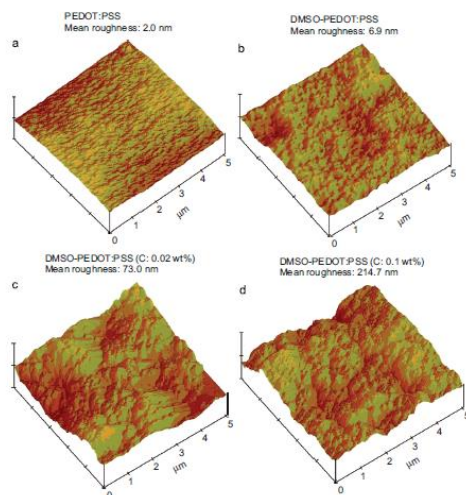 PEDOT:PSS
Mean roughness: 2.0 nm
a
0
1
2
3
4
5
µm
DMSO-PEDOT:PSS
Mean roughness: 6.9 nm
b
0
1
2
3
4
5
µm
DMSO-PEDOT:PSS (C: 0.02 wt%)
Mean roughness: 73.0 nm
c
0
1
2
3
4
5
µm
DMSO-PEDOT:PSS (C: 0.1 wt%)
Mean roughness: 214.7 nm
d
0
1
2
3
4
5
µm